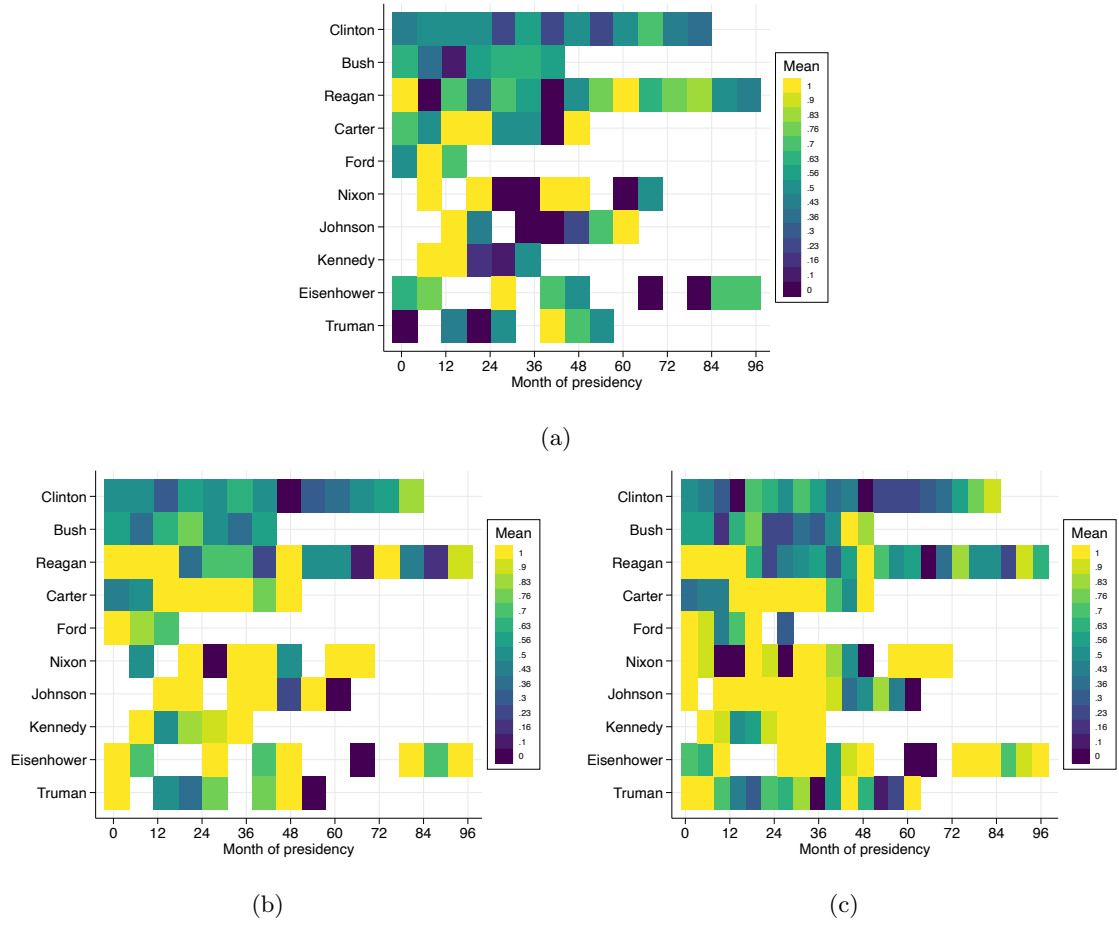 Clinton
Bush
Reagan
Carter
Ford
Nixon
Johnson
Kennedy
Eisenhower
Truman
0 12 24 36 48 60 72 84 96
Month of presidency
Mean
1
.9
.83
.76
.7
.63
.56
.5
.43
.36
.3
.23
.16
.1
0
(a)
Clinton
Bush
Reagan
Carter
Ford
Nixon
Johnson
Kennedy
Eisenhower
Truman
0 12 24 36 48 60 72 84 96
Month of presidency
Mean
1
.9
.83
.76
.7
.63
.56
.5
.43
.36
.3
.23
.16
.1
0
(b)
Clinton
Bush
Reagan
Carter
Ford
Nixon
Johnson
Kennedy
Eisenhower
Truman
0 12 24 36 48 60 72 84 96
Month of presidency
Mean
1
.9
.83
.76
.7
.63
.56
.5
.43
.36
.3
.23
.16
.1
0
(c)